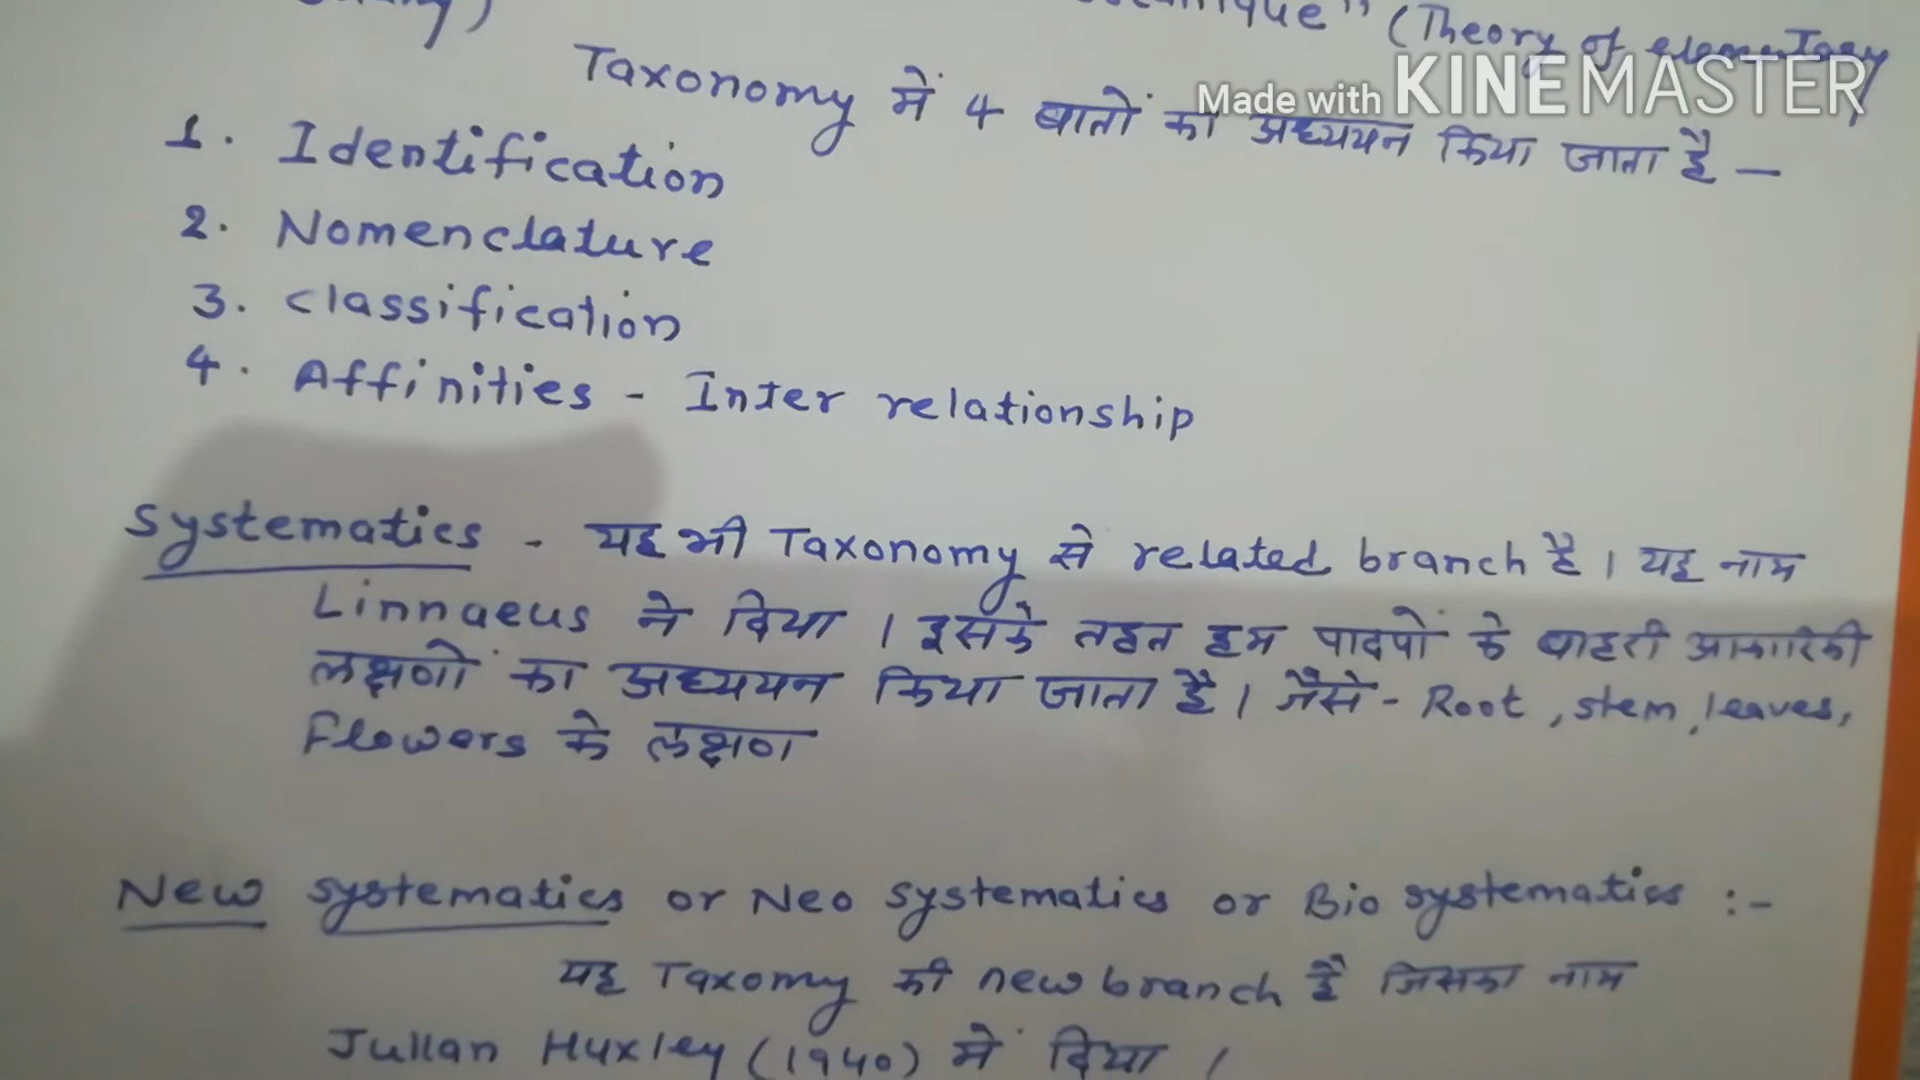 "(Theory of elementary
Made with KINEMASTER
Taxonomy में 4 बातों का अध्ययन किया जाता है —
1. Identification
2. Nomenclature
3. classification
4. Affinities - Inter relationship
Systematics - यह भी Taxonomy से related branch है। यह नाम
Linnaeus ने दिया । इसके तहत हम पादपों के बाहरी आकारिकी
लक्षणों का अध्ययन किया जाता है। जैसे - Root, stem, leaves,
Flowers के लक्षण
New systematics or Neo systematics or Bio systematics :-
यह Taxomy की new branch है जिसका नाम
Jullan Huxley (1940) में दिया ।